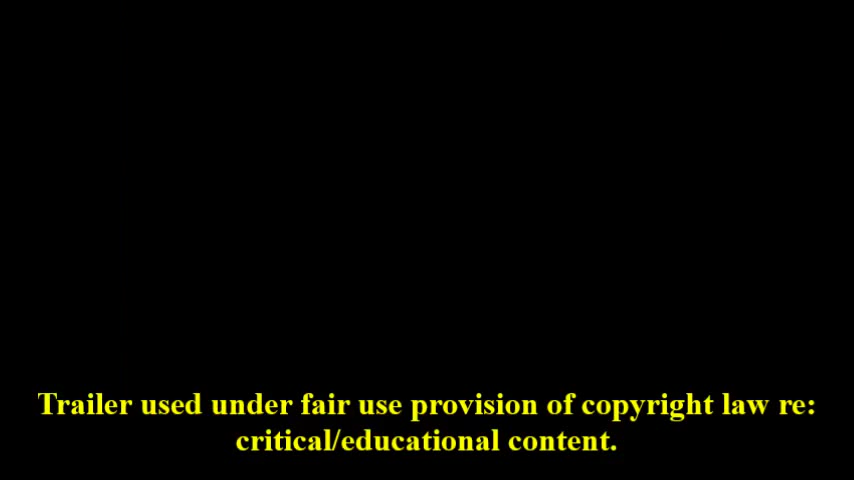 Trailer used under fair use provision of copyright law re:
critical/educational content.